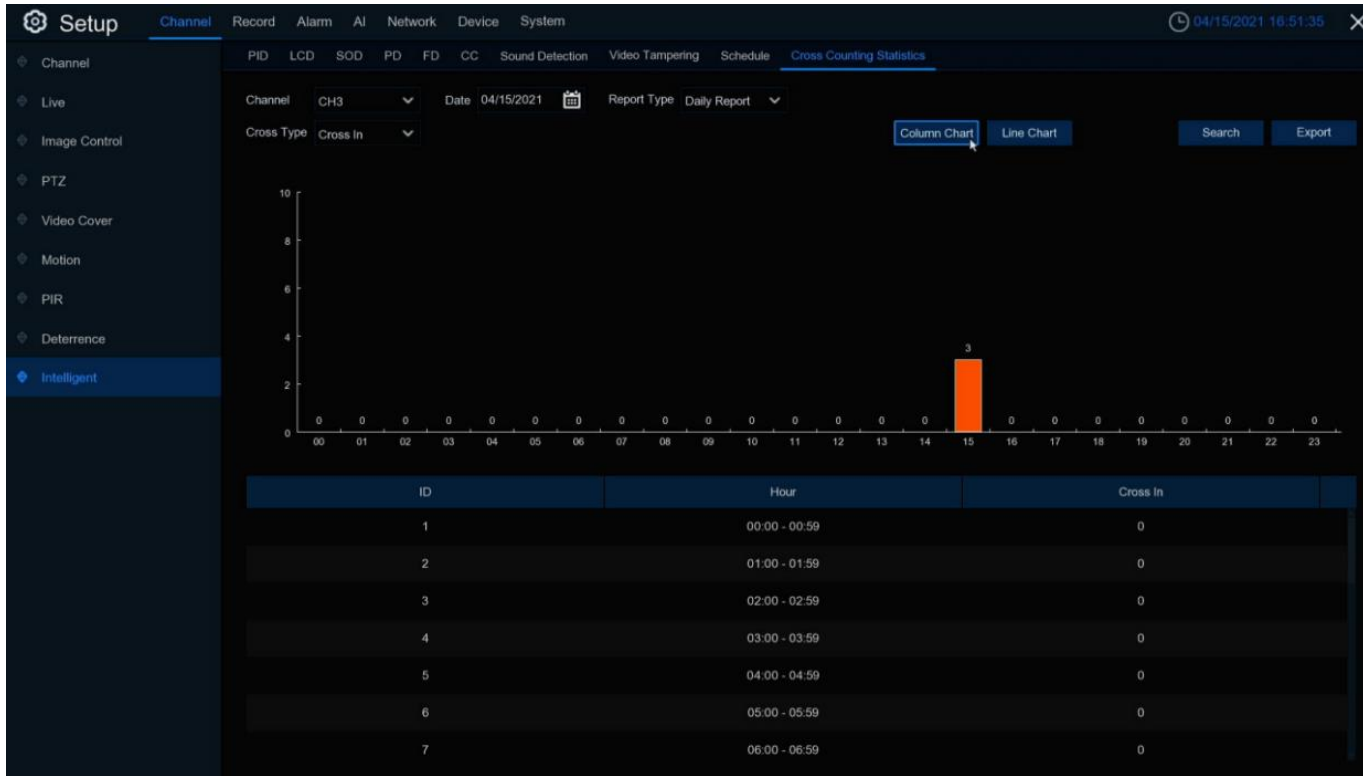 Setup Channel Record Alarm AI Network Device System 04/15/2021 16:51:35
Channel
Live
Image Control
PTZ
Video Cover
Motion
PIR
Deterrence
Intelligent
PID LCD SOD PD FD CC Sound Detection Video Tampering Schedule Cross Counting Statistics
Channel CH3 Date 04/15/2021 Report Type Daily Report
Cross Type Cross In Column Chart Line Chart Search Export
10
8
6
4
2
0
3
0 0 0 0 0 0 0 0 0 0 0 0 0 0 0 0 0 0 0 0 0 0 0
00 01 02 03 04 05 06 07 08 09 10 11 12 13 14 15 16 17 18 19 20 21 22 23
ID Hour Cross In
1 00:00 - 00:59 0
2 01:00 - 01:59 0
3 02:00 - 02:59 0
4 03:00 - 03:59 0
5 04:00 - 04:59 0
6 05:00 - 05:59 0
7 06:00 - 06:59 0